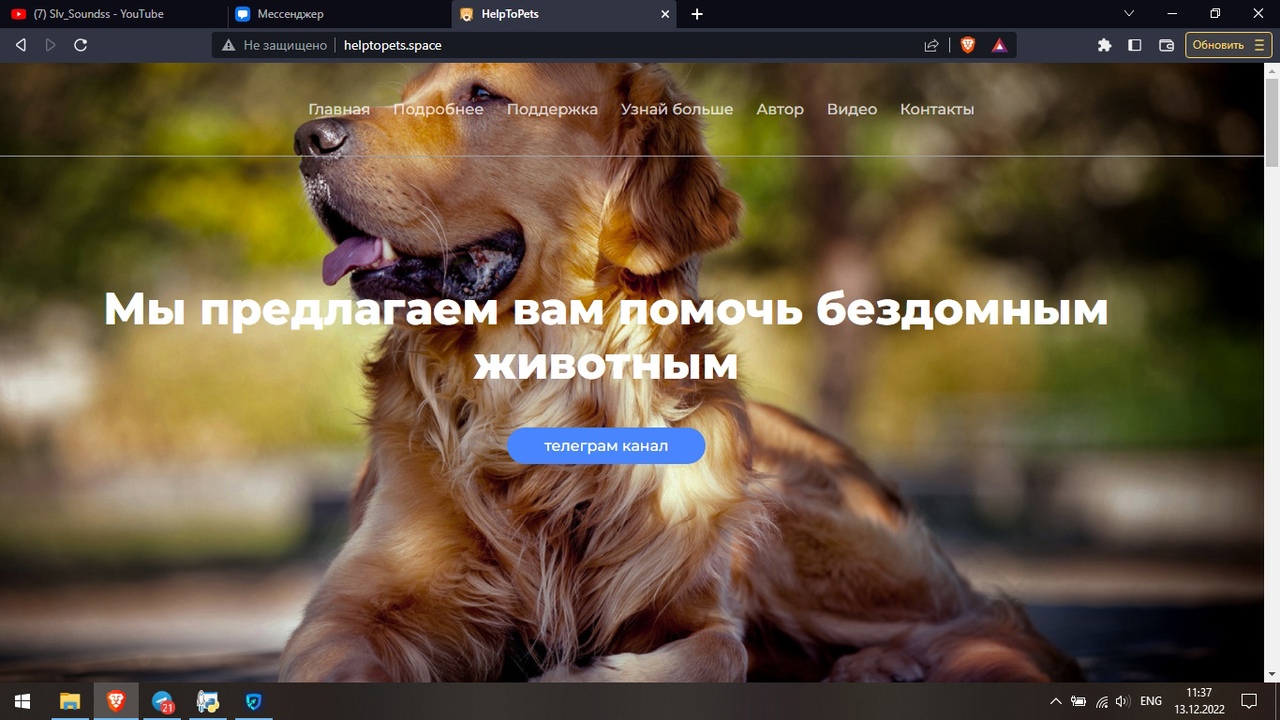 (7) Slv_Soundss - YouTube
Мессенджер
HelpToPets
Не защищено
helptopets.space
Обновить
Главная Подробнее Поддержка Узнай больше Автор Видео Контакты
Мы предлагаем вам помочь бездомным
животным
телеграм канал
21
ENG
11:37
13.12.2022